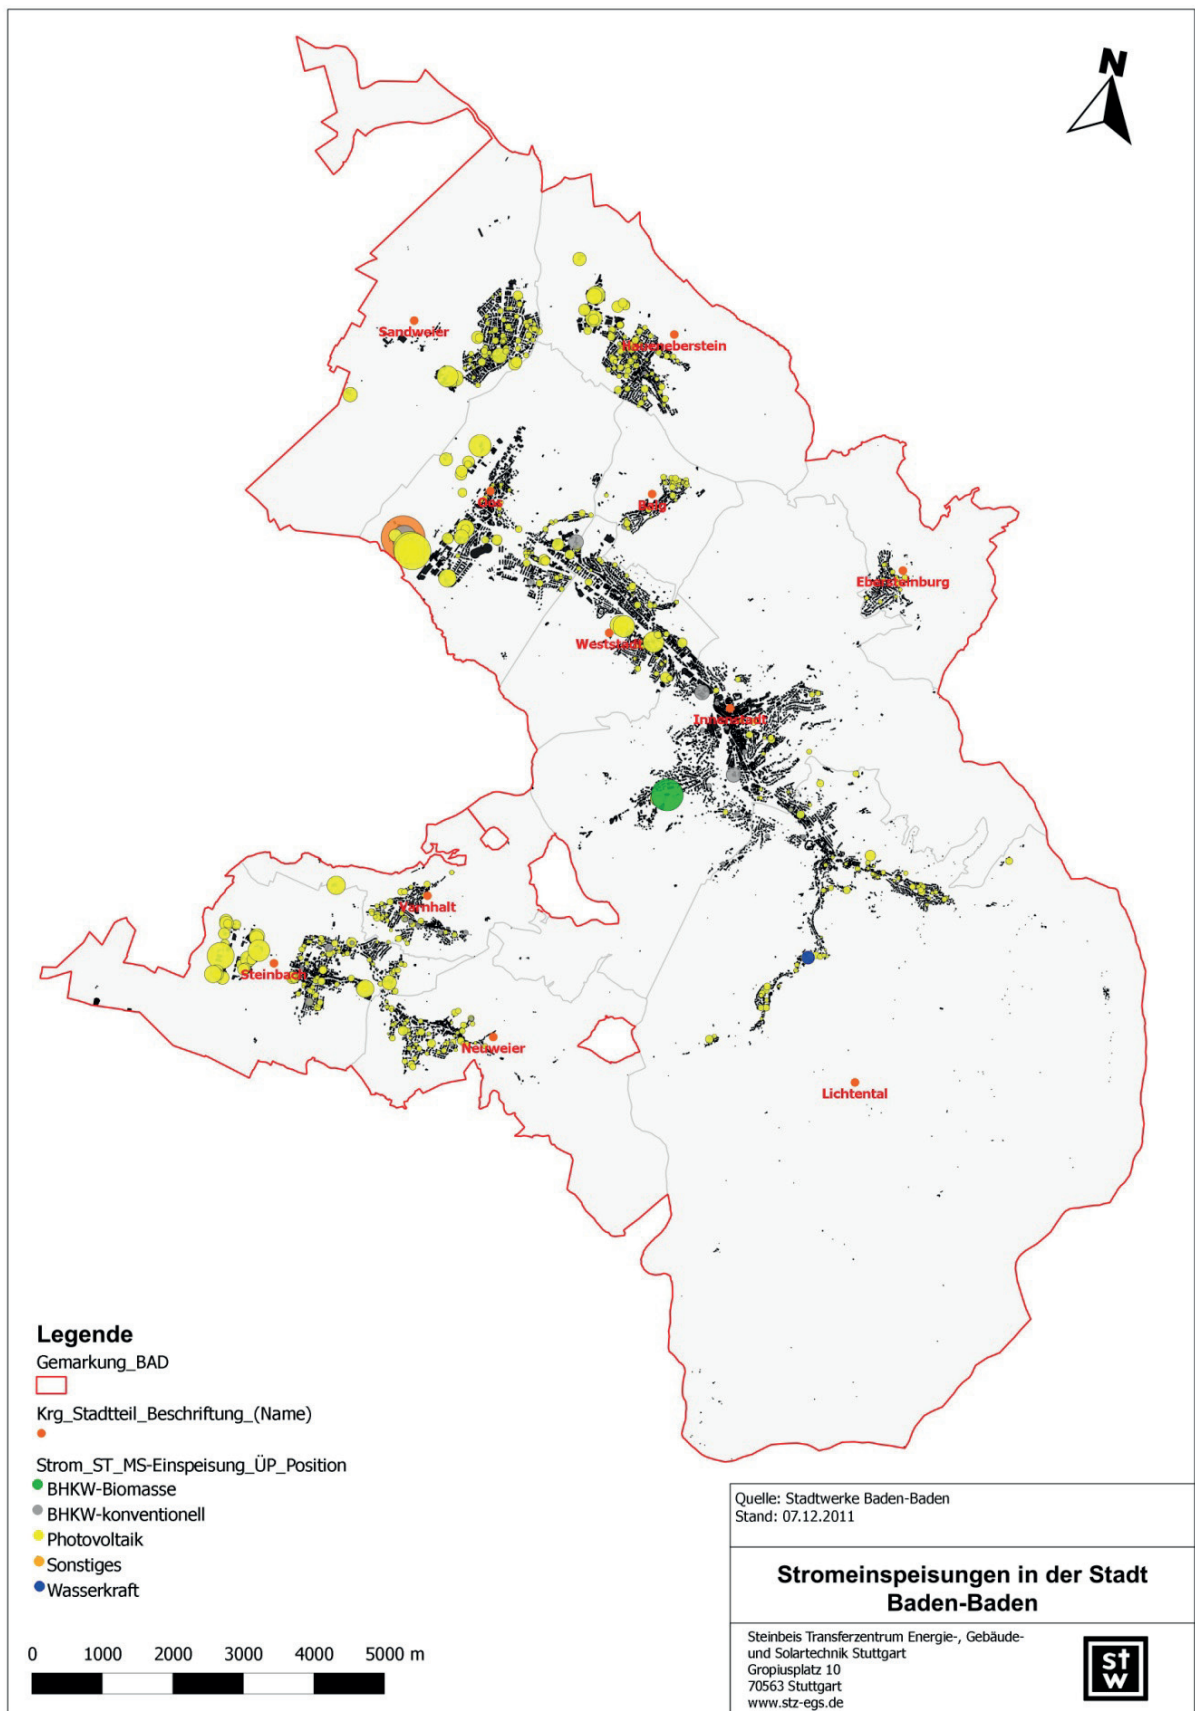 N
Sandweier
Haueneberstein
Oos
Balg
Ebersteinburg
Weststadt
Innenstadt
Varnhalt
Steinbach
Neuweier
Lichtental
Legende
Gemarkung_BAD
Krg_Stadtteil_Beschriftung_(Name)
Strom_ST_MS-Einspeisung_ÜP_Position
BHKW-Biomasse
BHKW-konventionell
Photovoltaik
Sonstiges
Wasserkraft
0 1000 2000 3000 4000 5000 m
Quelle: Stadtwerke Baden-Baden
Stand: 07.12.2011
Stromeinspeisungen in der Stadt
Baden-Baden
Steinbeis Transferzentrum Energie-, Gebäude-
und Solartechnik Stuttgart
Gropiusplatz 10
70563 Stuttgart
www.stz-egs.de
st
w